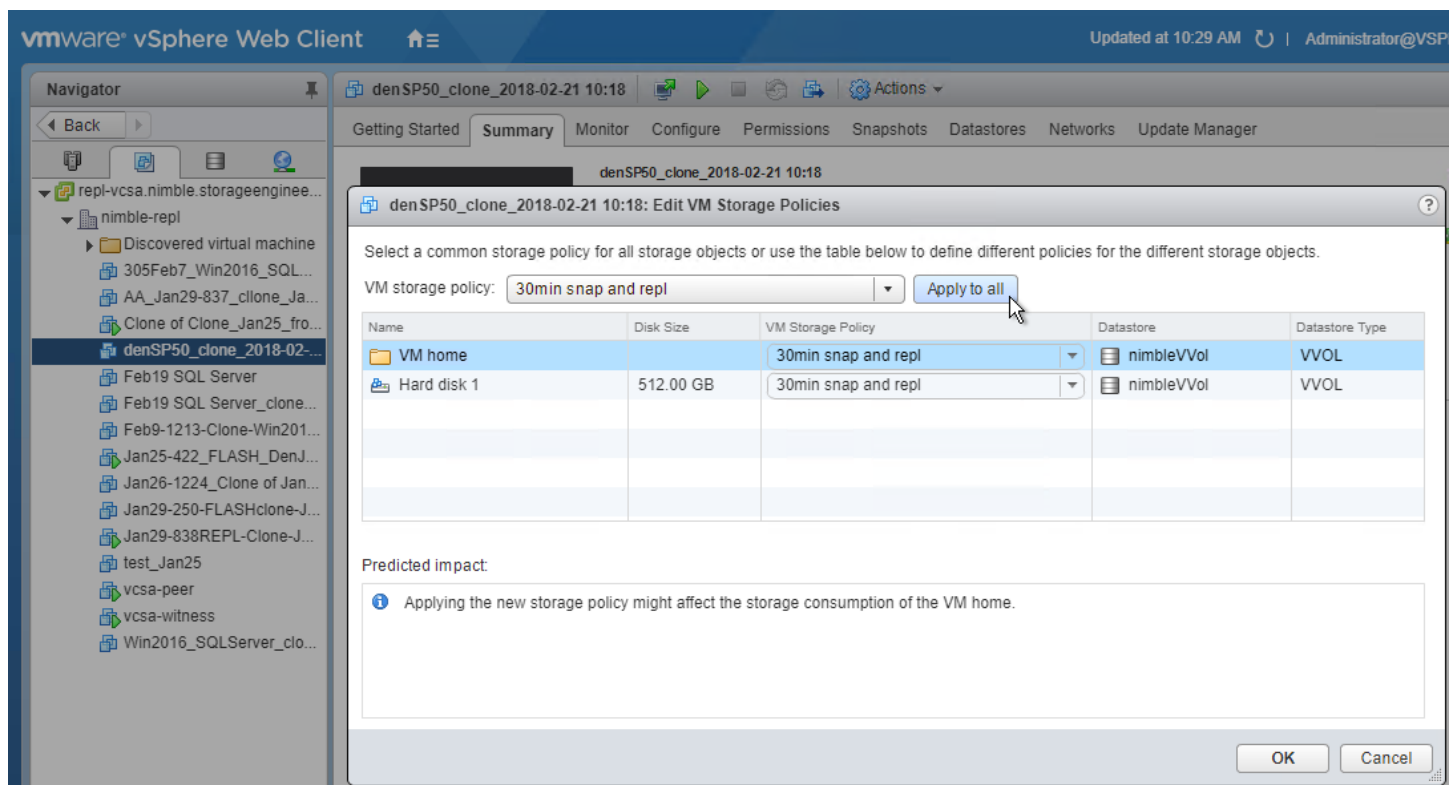 vmware® vSphere Web Client
Updated at 10:29 AM | Administrator@VSP
Navigator
Back
repl-vcsa.nimble.storageenginee...
nimble-repl
Discovered virtual machine
305Feb7_Win2016_SQL...
AA_Jan29-837_cllone_Ja...
Clone of Clone_Jan25_fro...
denSP50_clone_2018-02-...
Feb19 SQL Server
Feb19 SQL Server_clone...
Feb9-1213-Clone-Win201...
Jan25-422_FLASH_DenJ...
Jan26-1224_Clone of Jan...
Jan29-250-FLASHclone-J...
Jan29-838REPL-Clone-J...
test_Jan25
vcsa-peer
vcsa-witness
Win2016_SQLServer_clo...
denSP50_clone_2018-02-21 10:18 Actions
Getting Started Summary Monitor Configure Permissions Snapshots Datastores Networks Update Manager
denSP50_clone_2018-02-21 10:18
denSP50_clone_2018-02-21 10:18: Edit VM Storage Policies ?
Select a common storage policy for all storage objects or use the table below to define different policies for the different storage objects.
VM storage policy: 30min snap and repl Apply to all
Name Disk Size VM Storage Policy Datastore Datastore Type
VM home 30min snap and repl nimbleVVol VVOL
Hard disk 1 512.00 GB 30min snap and repl nimbleVVol VVOL
Predicted impact:
Applying the new storage policy might affect the storage consumption of the VM home.
OK Cancel